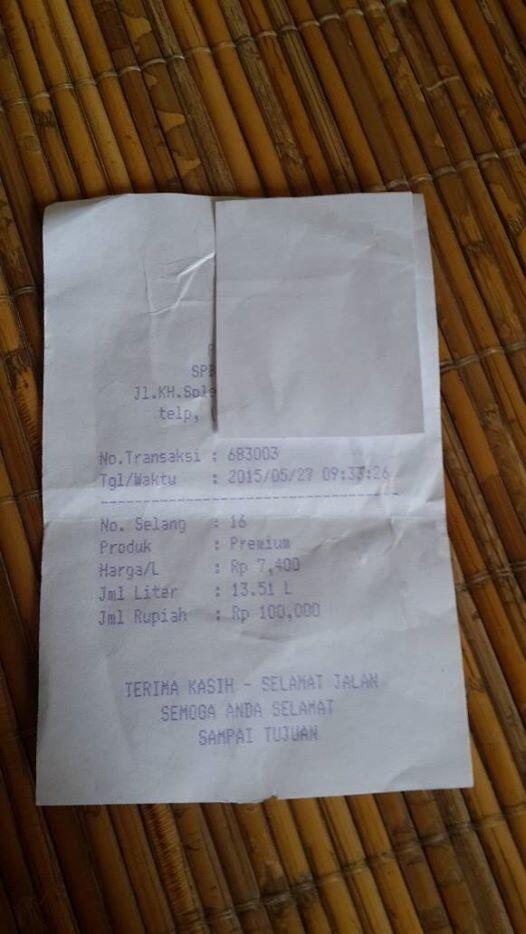 SPB
Jl.KH.Sole
telp, (
No.Transaksi : 683003
Tgl/Waktu : 2015/05/27 09:33:26
----------------------------------
No. Selang : 16
Produk : Premium
Harga/L : Rp 7,400
Jml Liter : 13.51 L
Jml Rupiah : Rp 100,000
TERIMA KASIH - SELAMAT JALAN
SEMOGA ANDA SELAMAT
SAMPAI TUJUAN